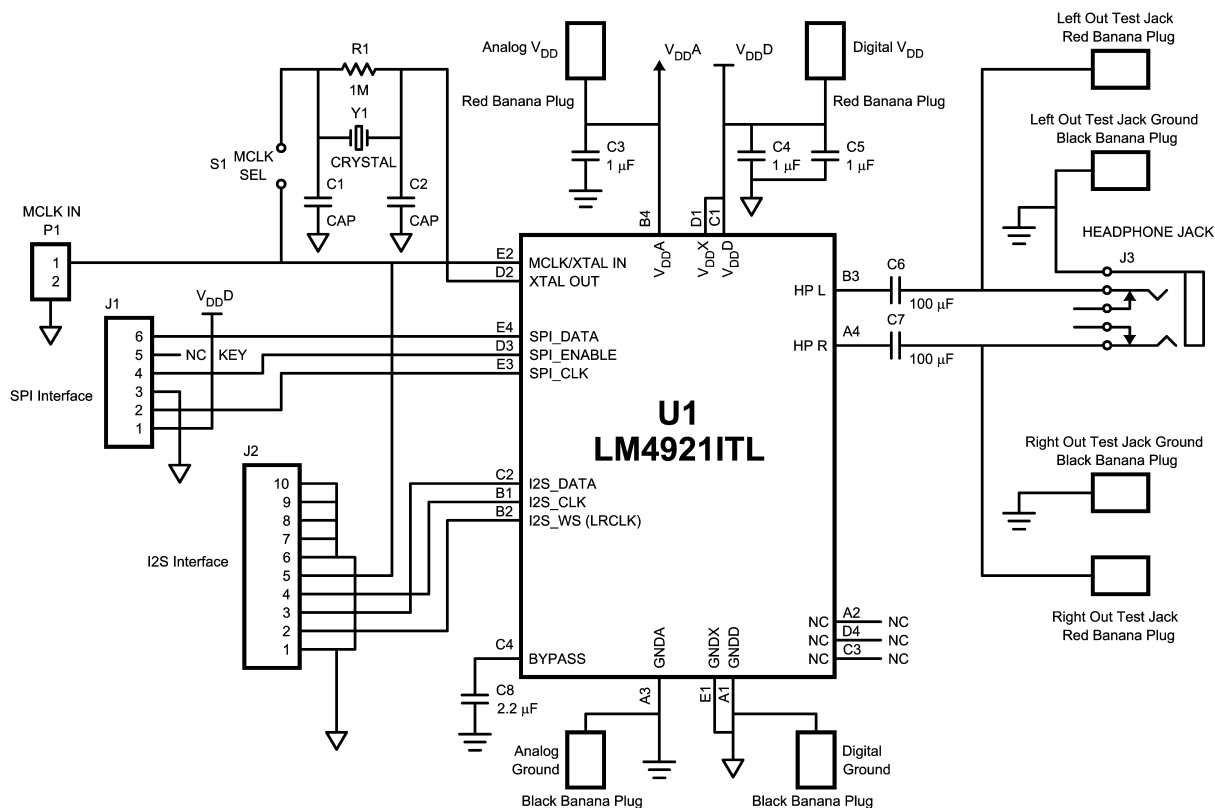 Left Out Test Jack
Red Banana Plug
Analog VDD
VDDA
VDDD
Digital VDD
R1
1M
Y1
CRYSTAL
Red Banana Plug
Red Banana Plug
Left Out Test Jack Ground
Black Banana Plug
S1 MCLK
SEL
C3
1 µF
C4
1 µF
C5
1 µF
C1
CAP
C2
CAP
MCLK IN
P1
1
2
B4
D1
C1
HEADPHONE JACK
J3
E2
MCLK/XTAL IN
D2
XTAL OUT
VDDA
VDDX
VDDD
HP L
B3
C6
100 µF
J1
VDDD
6
5
4
3
2
1
NC
KEY
SPI Interface
E4
SPI_DATA
D3
SPI_ENABLE
E3
SPI_CLK
HP R
A4
C7
100 µF
U1
LM4921ITL
Right Out Test Jack Ground
Black Banana Plug
J2
10
9
8
7
6
5
4
3
2
1
I2S Interface
C2
I2S_DATA
B1
I2S_CLK
B2
I2S_WS (LRCLK)
Right Out Test Jack
Red Banana Plug
NC
A2
NC
NC
D4
NC
NC
C3
NC
C4
BYPASS
GNDA
GNDX
GNDD
C8
2.2 µF
A3
E1
A1
Analog
Ground
Black Banana Plug
Digital
Ground
Black Banana Plug